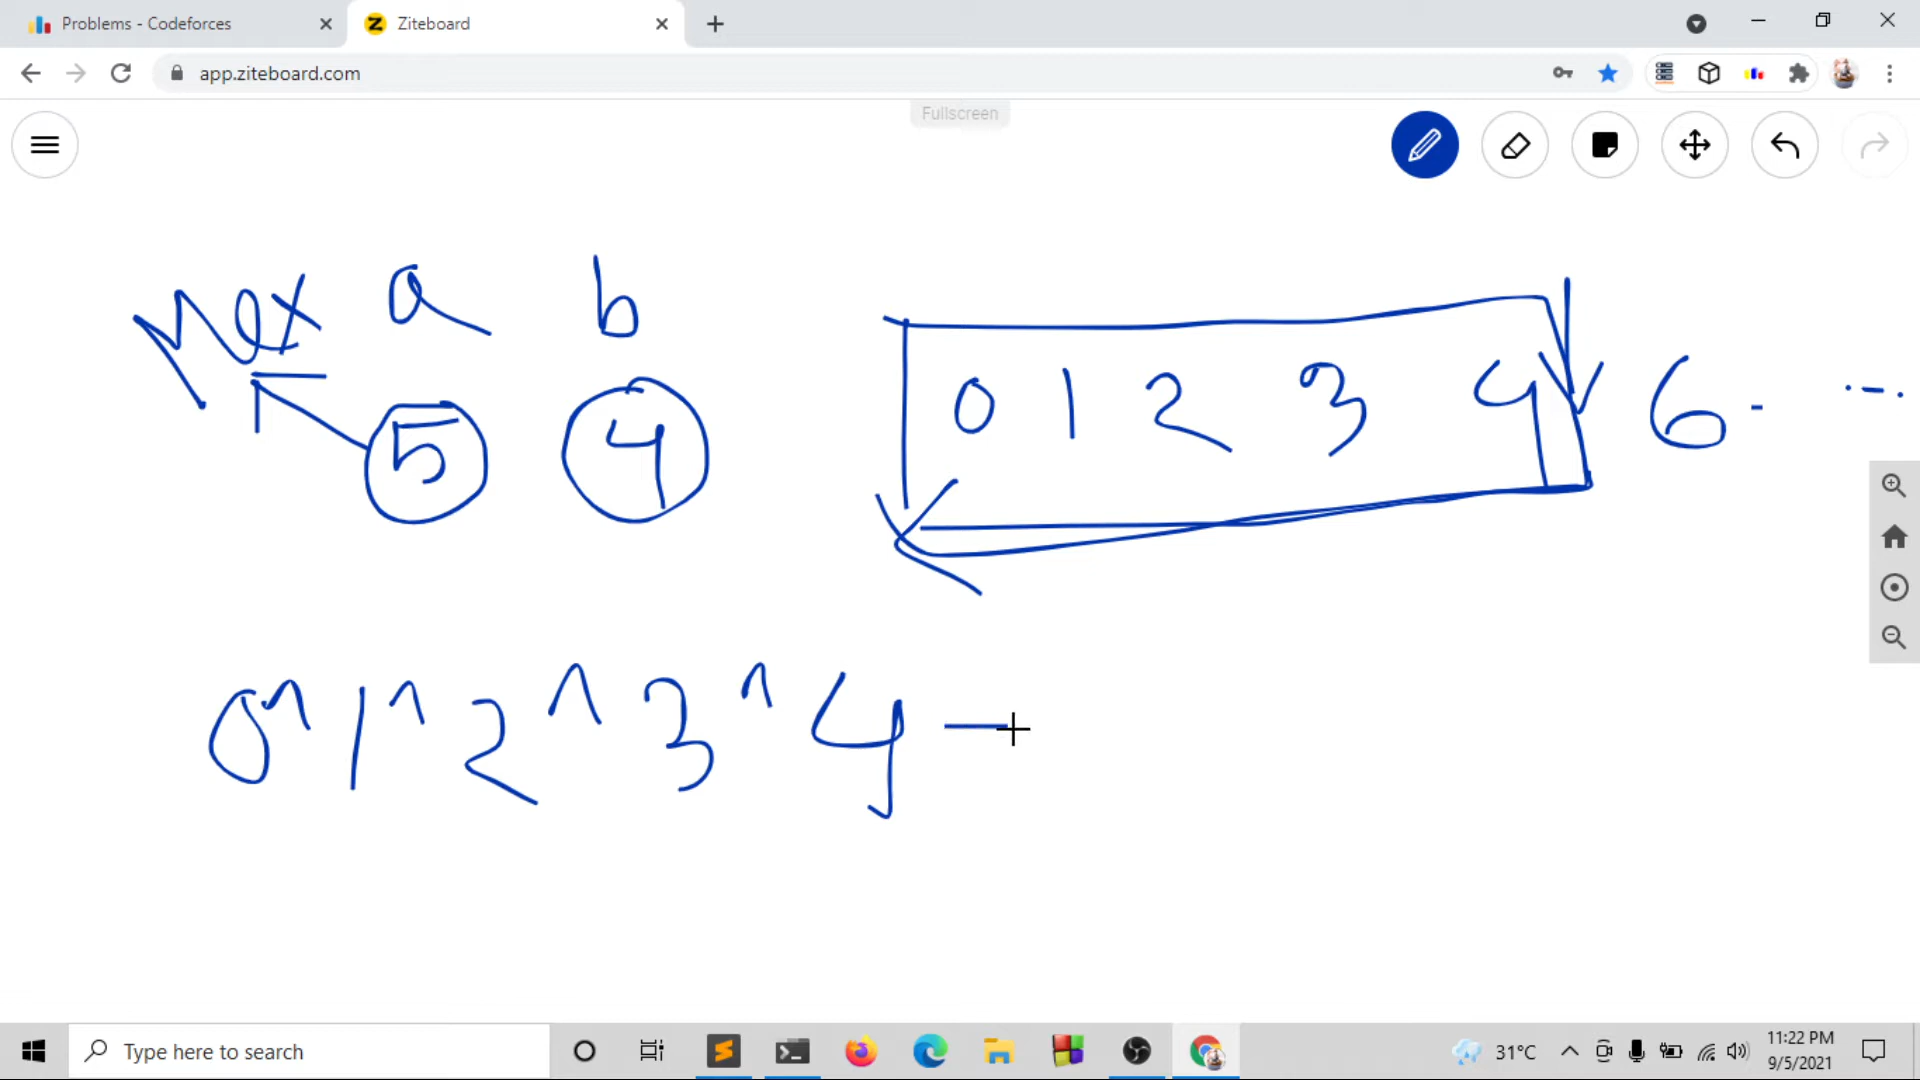 Problems - Codeforces
Ziteboard
app.ziteboard.com
Fullscreen
Mex a b
5 4
0 1 2 3 4 6 - ...
0^1^2^3^4 —
Type here to search
31°C
11:22 PM
9/5/2021